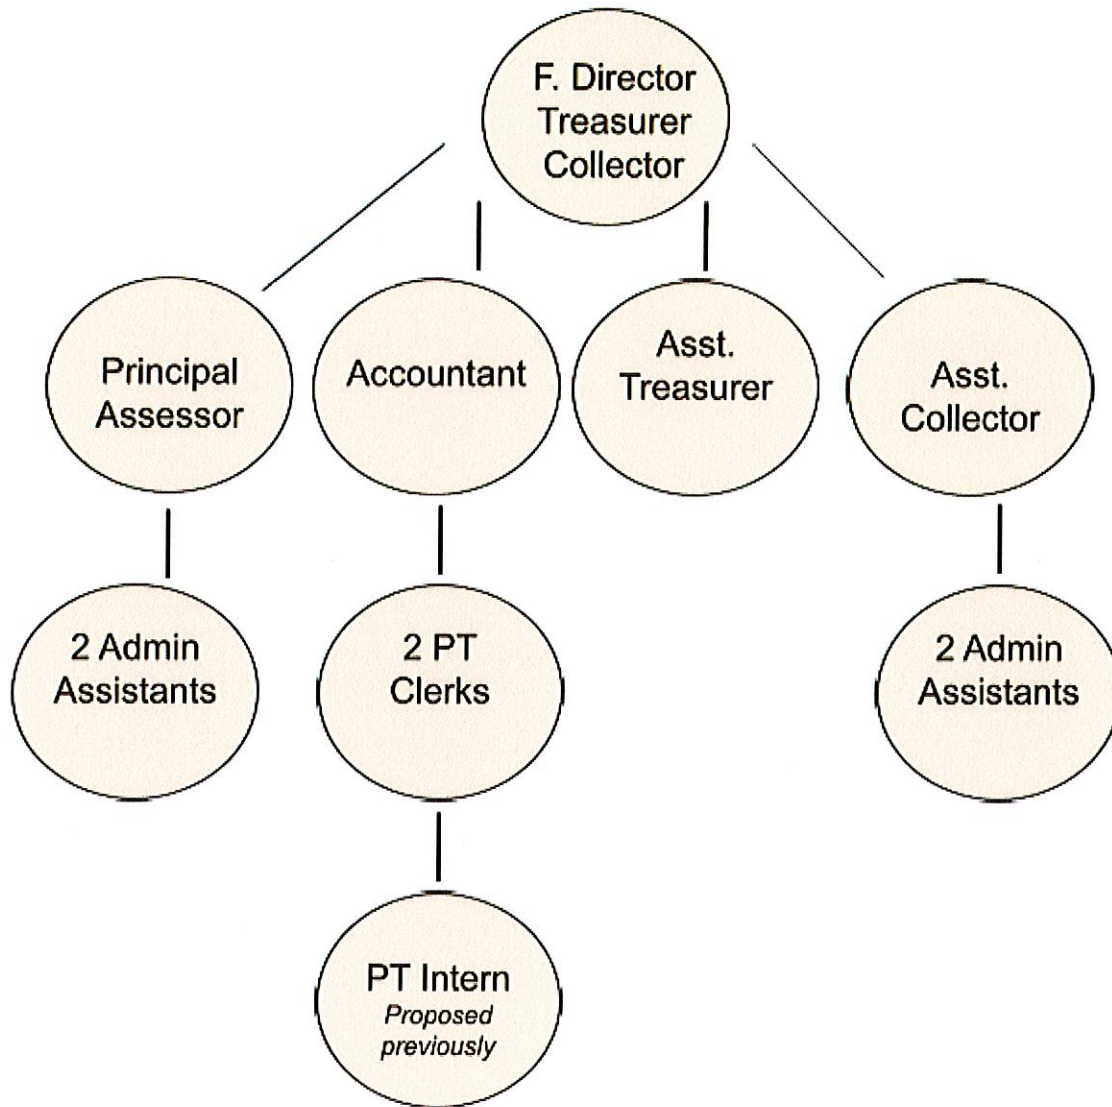 F. Director
Treasurer
Collector
Principal
Assessor
Accountant
Asst.
Treasurer
Asst.
Collector
2 Admin
Assistants
2 PT
Clerks
2 Admin
Assistants
PT Intern
Proposed
previously